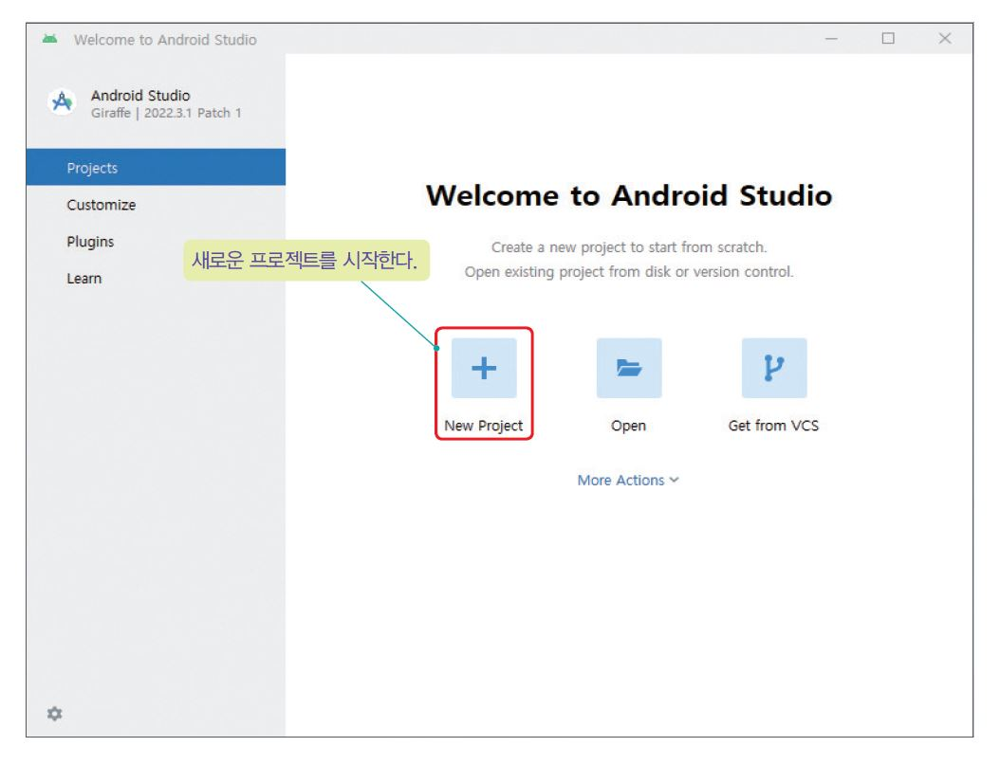 Welcome to Android Studio
Android Studio
Giraffe | 2022.3.1 Patch 1
Projects
Customize
Plugins
Learn
Welcome to Android Studio
Create a new project to start from scratch.
Open existing project from disk or version control.
새로운 프로젝트를 시작한다.
New Project
Open
Get from VCS
More Actions